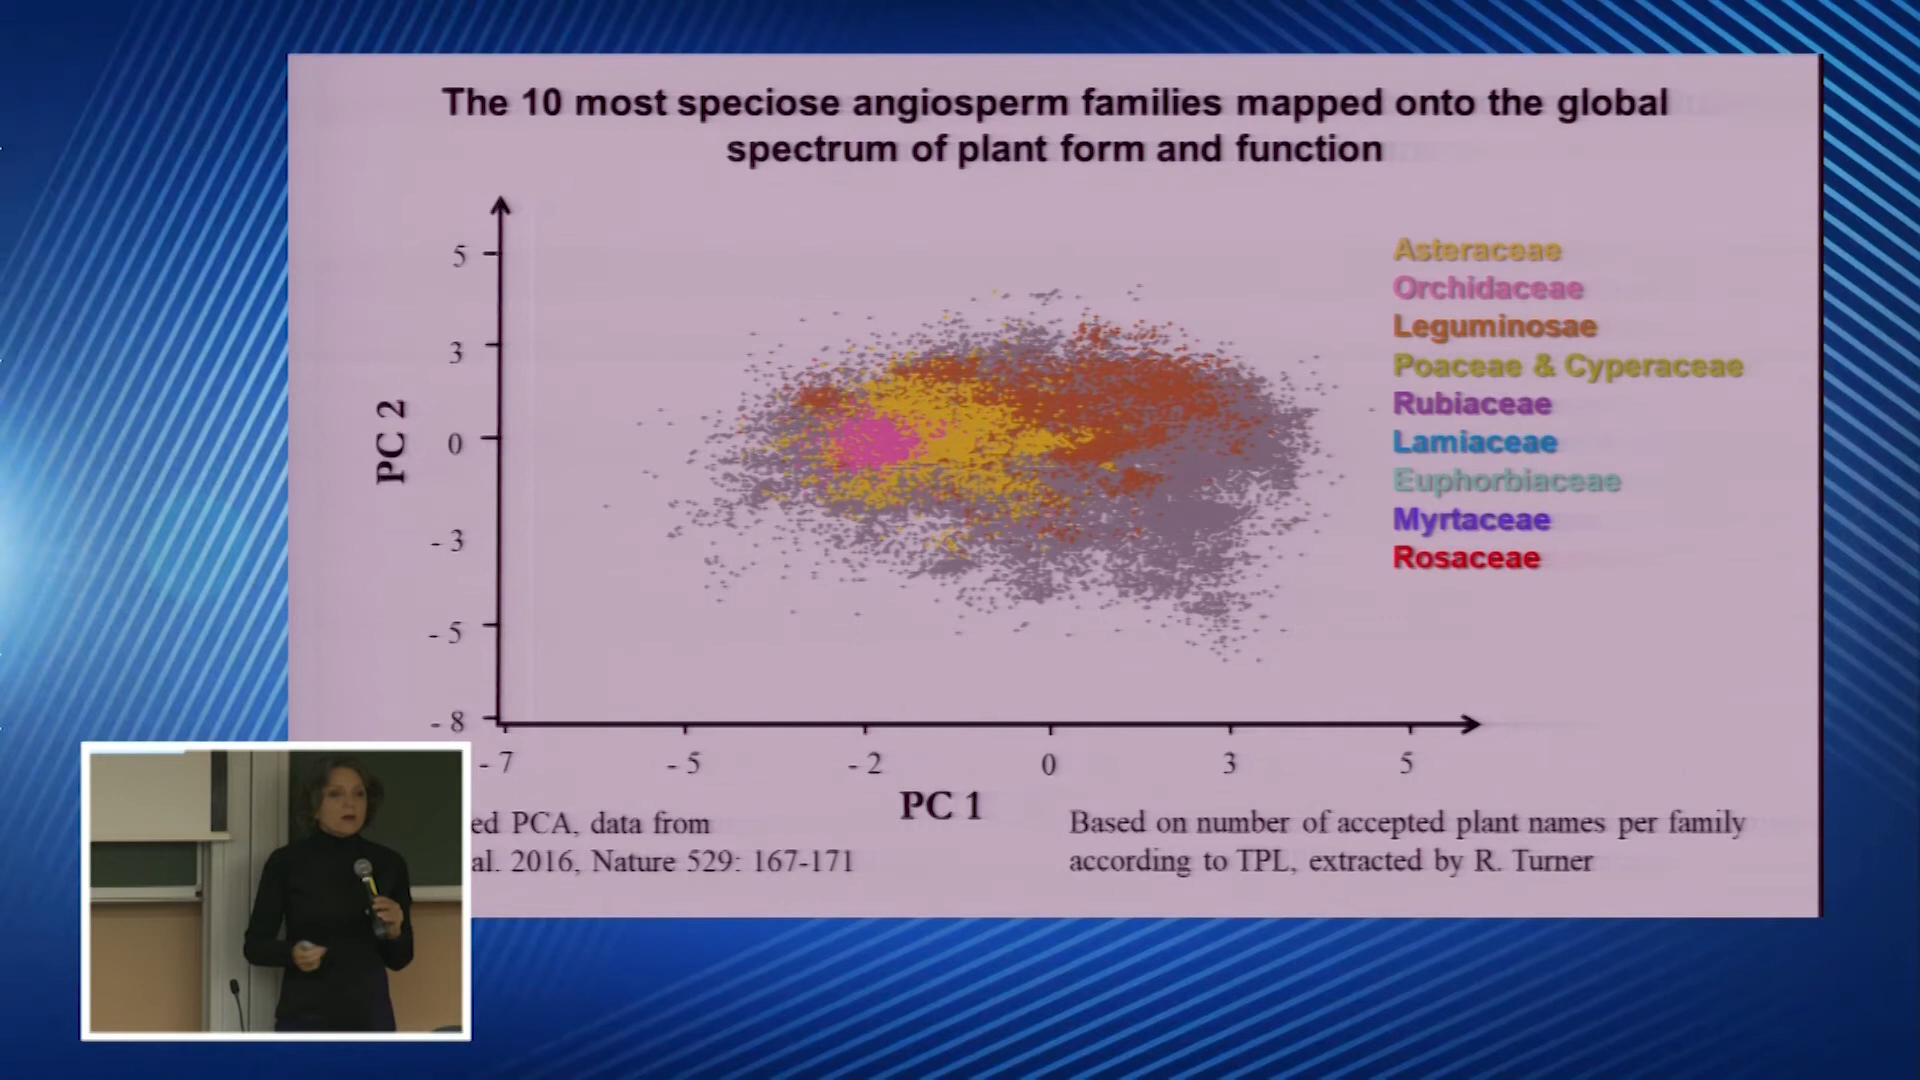 The 10 most speciose angiosperm families mapped onto the global
spectrum of plant form and function
5
3
0
- 3
- 5
- 8
PC 2
- 7
- 5
- 2
0
3
5
PC 1
Asteraceae
Orchidaceae
Leguminosae
Poaceae & Cyperaceae
Rubiaceae
Lamiaceae
Euphorbiaceae
Myrtaceae
Rosaceae
ed PCA, data from
al. 2016, Nature 529: 167-171
Based on number of accepted plant names per family
according to TPL, extracted by R. Turner